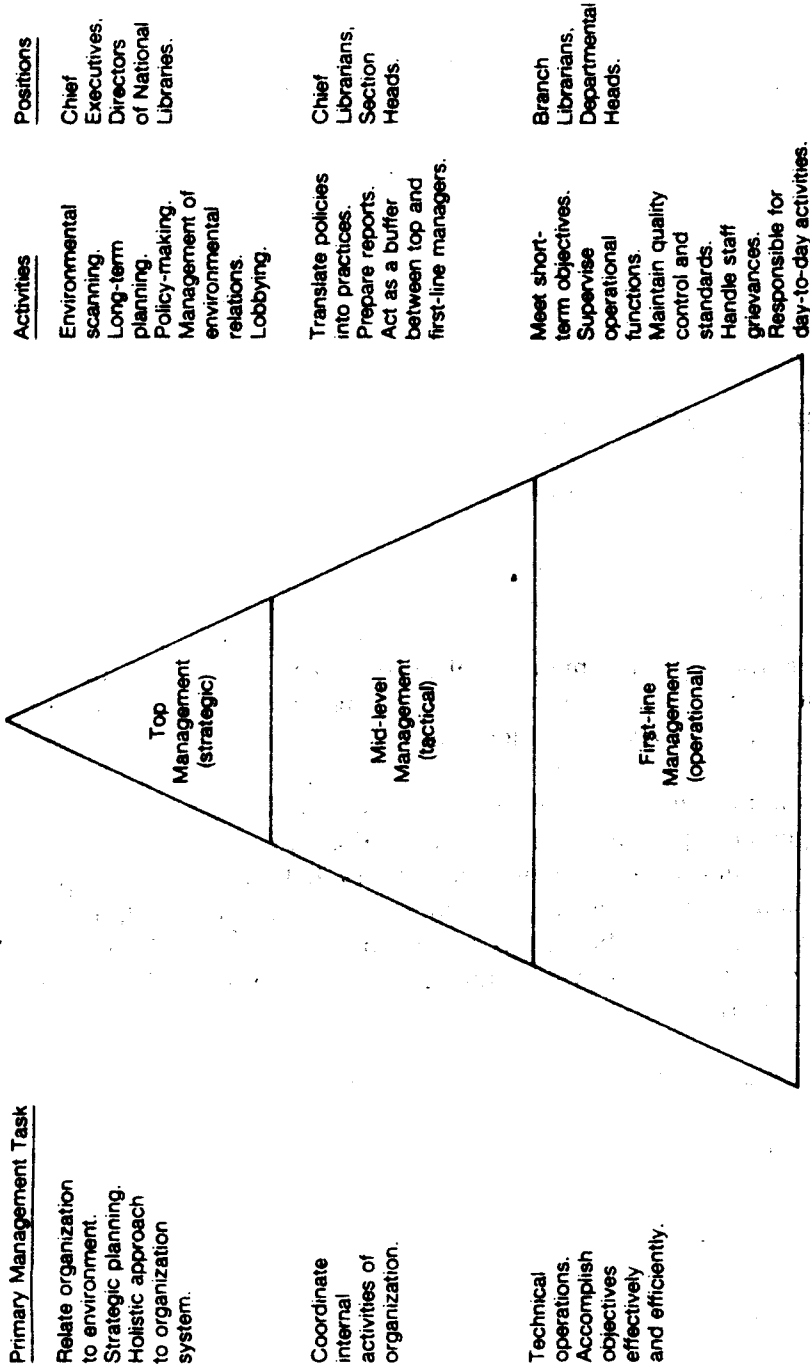 Primary Management Task
Relate organization
to environment.
Strategic planning.
Holistic approach
to organization
system.
Coordinate
internal
activities of
organization.
Technical
operations.
Accomplish
objectives
effectively
and efficiently.
Top
Management
(strategic)
Mid-level
Management
(tactical)
First-line
Management
(operational)
Activities
Environmental
scanning.
Long-term
planning.
Policy-making.
Management of
environmental
relations.
Lobbying.
Translate policies
into practices.
Prepare reports.
Act as a buffer
between top and
first-line managers.
Meet short-
term objectives.
Supervise
operational
functions.
Maintain quality
control and
standards.
Handle staff
grievances.
Responsible for
day-to-day activities.
Positions
Chief
Executives.
Directors
of National
Libraries.
Chief
Librarians,
Section
Heads.
Branch
Librarians.
Departmental
Heads.